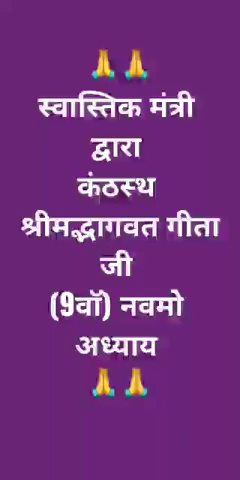 🙏🙏
स्वास्तिक मंत्री
द्वारा
कंठस्थ
श्रीमद्भागवत गीता
जी
(9वॉ) नवमो
अध्याय
🙏🙏